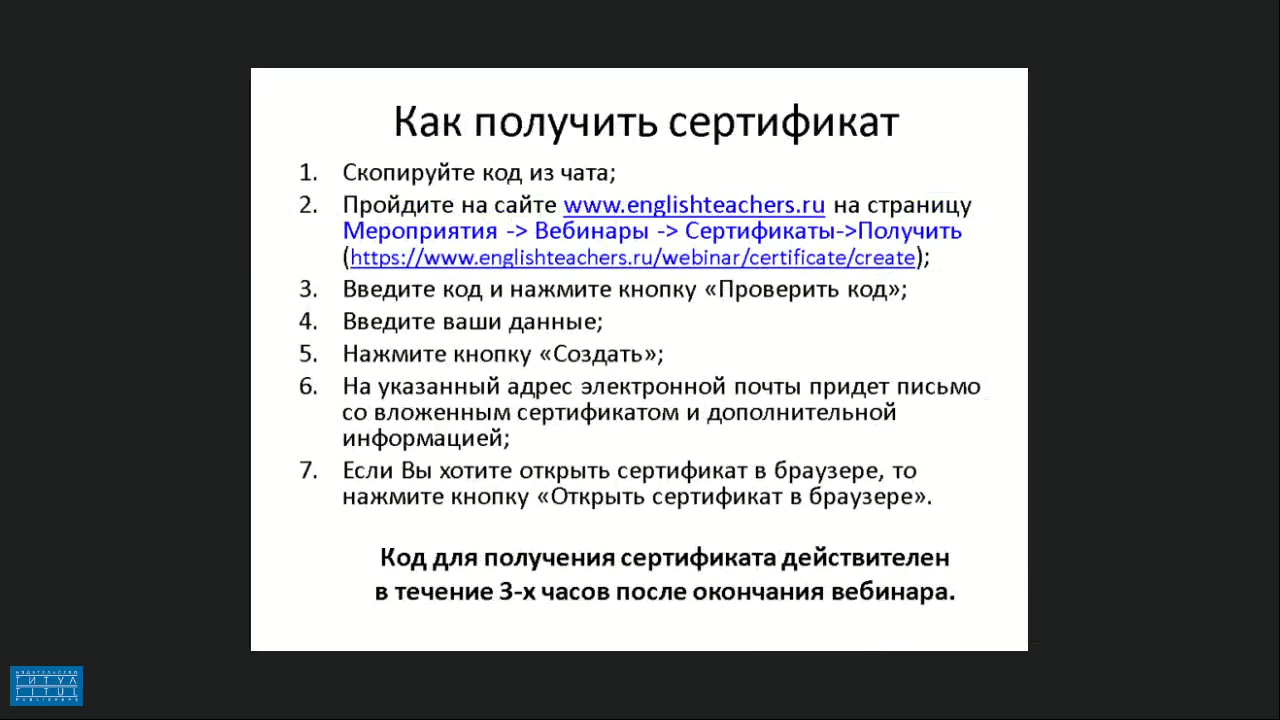 Как получить сертификат
1. Скопируйте код из чата;
2. Пройдите на сайте www.englishteachers.ru на страницу
Мероприятия -> Вебинары -> Сертификаты->Получить
(https://www.englishteachers.ru/webinar/certificate/create);
3. Введите код и нажмите кнопку «Проверить код»;
4. Введите ваши данные;
5. Нажмите кнопку «Создать»;
6. На указанный адрес электронной почты придет письмо
со вложенным сертификатом и дополнительной
информацией;
7. Если Вы хотите открыть сертификат в браузере, то
нажмите кнопку «Открыть сертификат в браузере».
Код для получения сертификата действителен
в течение 3-х часов после окончания вебинара.
ИЗДАТЕЛЬСТВО
ТИТУЛ
TITUL
PUBLISHERS